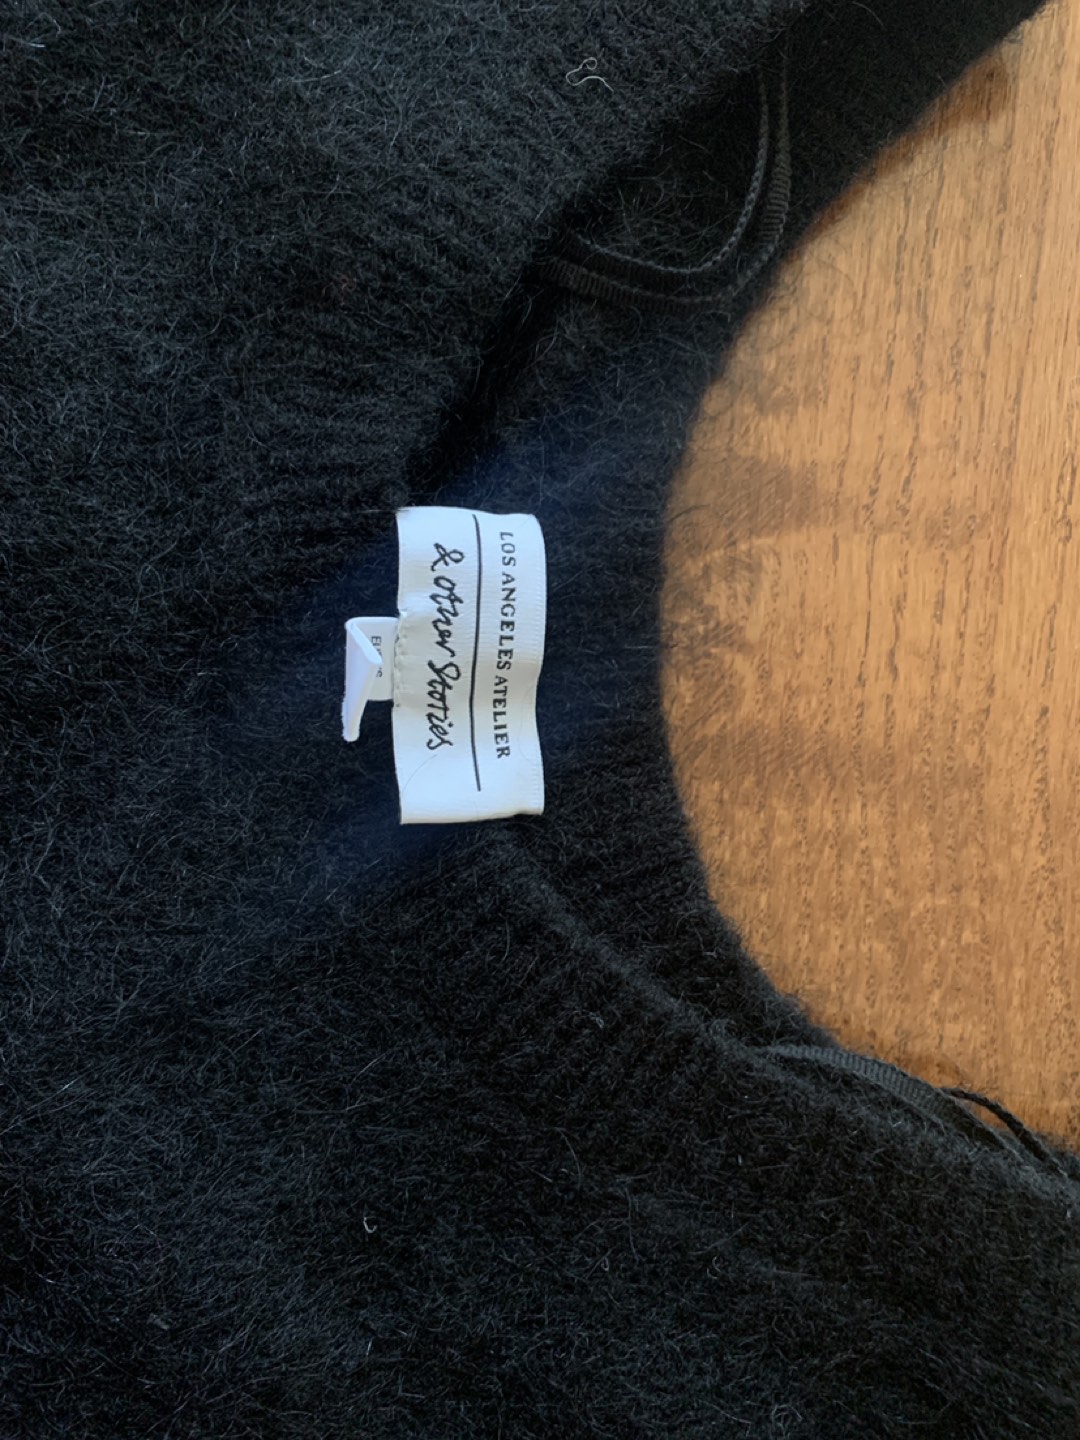 LOS ANGELES ATELIER
& other Stories